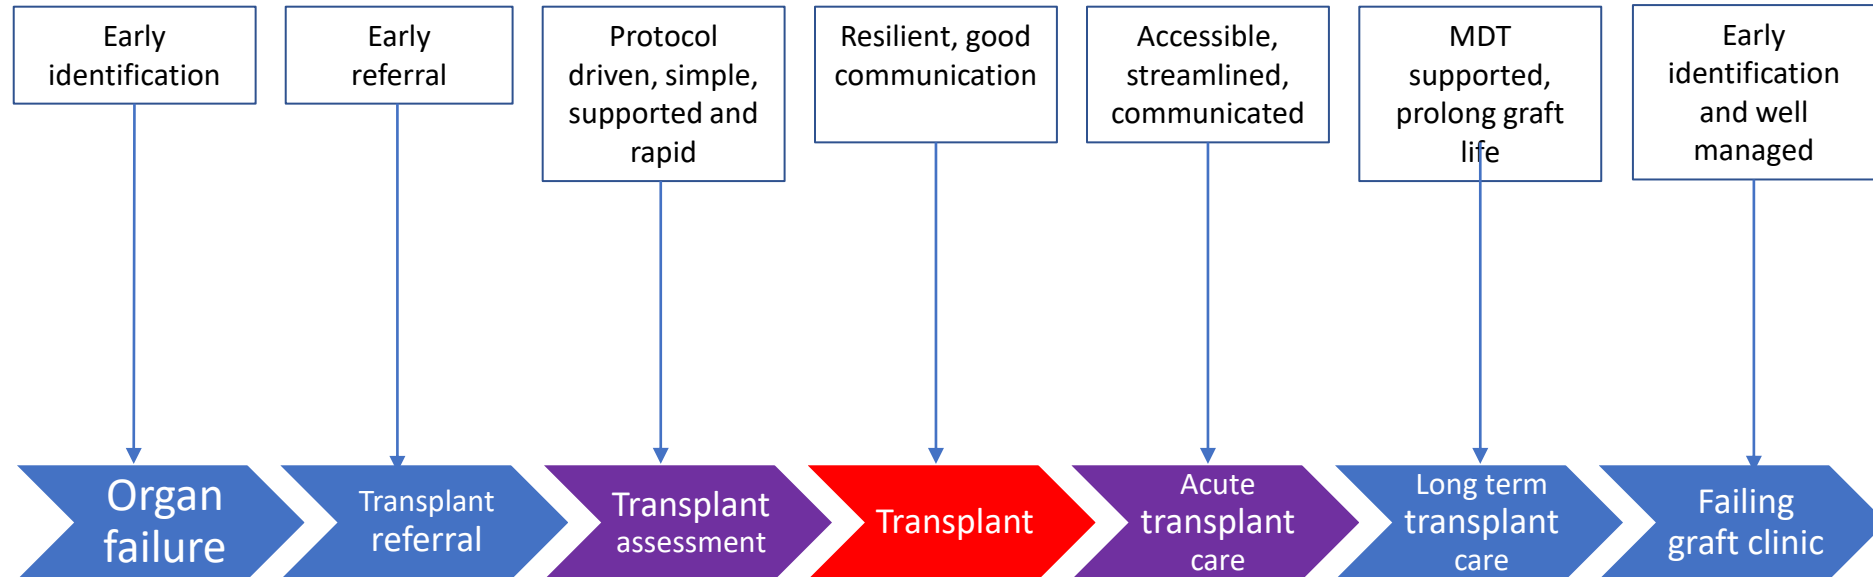 Early
identification
Early
referral
Protocol
driven, simple,
supported and
rapid
Resilient, good
communication
Accessible,
streamlined,
communicated
MDT
supported,
prolong graft
life
Early
identification
and well
managed
Organ
failure
Transplant
referral
Transplant
assessment
Transplant
Acute
transplant
care
Long term
transplant
care
Failing
graft clinic